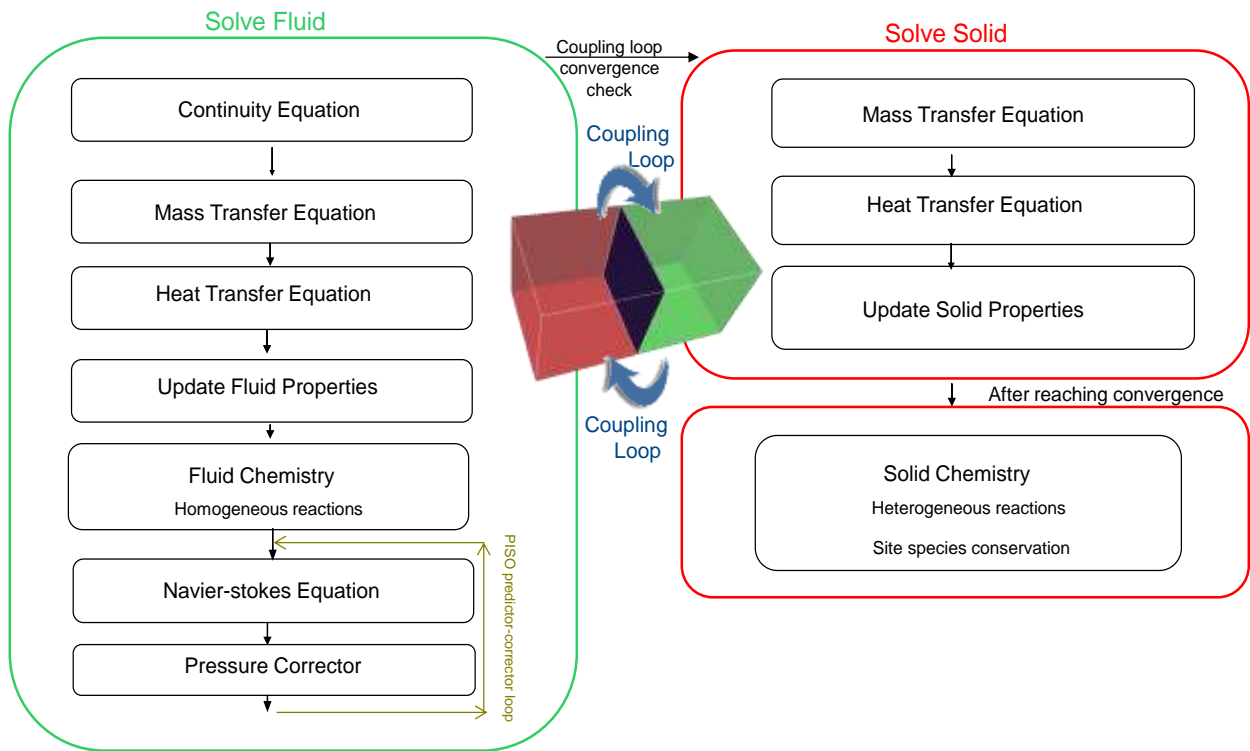 Solve Fluid
Continuity Equation
Mass Transfer Equation
Heat Transfer Equation
Update Fluid Properties
Fluid Chemistry
Homogeneous reactions
Navier-stokes Equation
Pressure Corrector
PISO predictor-corrector loop
Coupling loop
convergence
check
Coupling
Loop
Coupling
Loop
Solve Solid
Mass Transfer Equation
Heat Transfer Equation
Update Solid Properties
After reaching convergence
Solid Chemistry
Heterogeneous reactions
Site species conservation